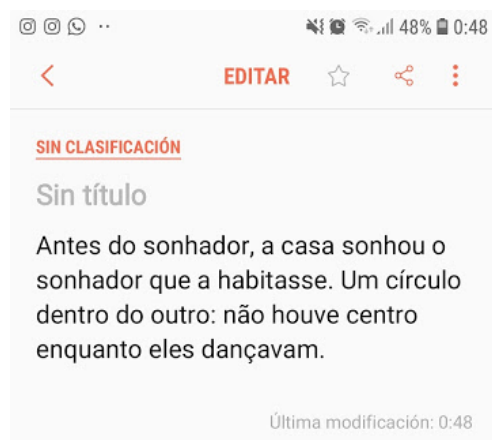 48% 0:48
EDITAR
SIN CLASIFICACIÓN
Sin título
Antes do sonhador, a casa sonhou o
sonhador que a habitasse. Um círculo
dentro do outro: não houve centro
enquanto eles dançavam.
Última modificación: 0:48